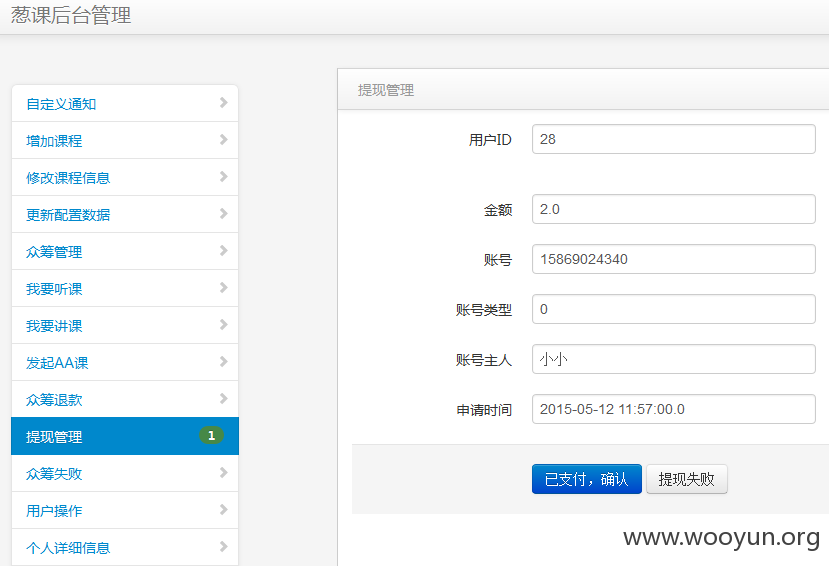 葱课后台管理
自定义通知
增加课程
修改课程信息
更新配置数据
众筹管理
我要听课
我要讲课
发起AA课
众筹退款
提现管理 1
众筹失败
用户操作
个人详细信息
提现管理
用户ID 28
金额 2.0
账号 15869024340
账号类型 0
账号主人 小小
申请时间 2015-05-12 11:57:00.0
已支付，确认 提现失败
www.wooyun.org